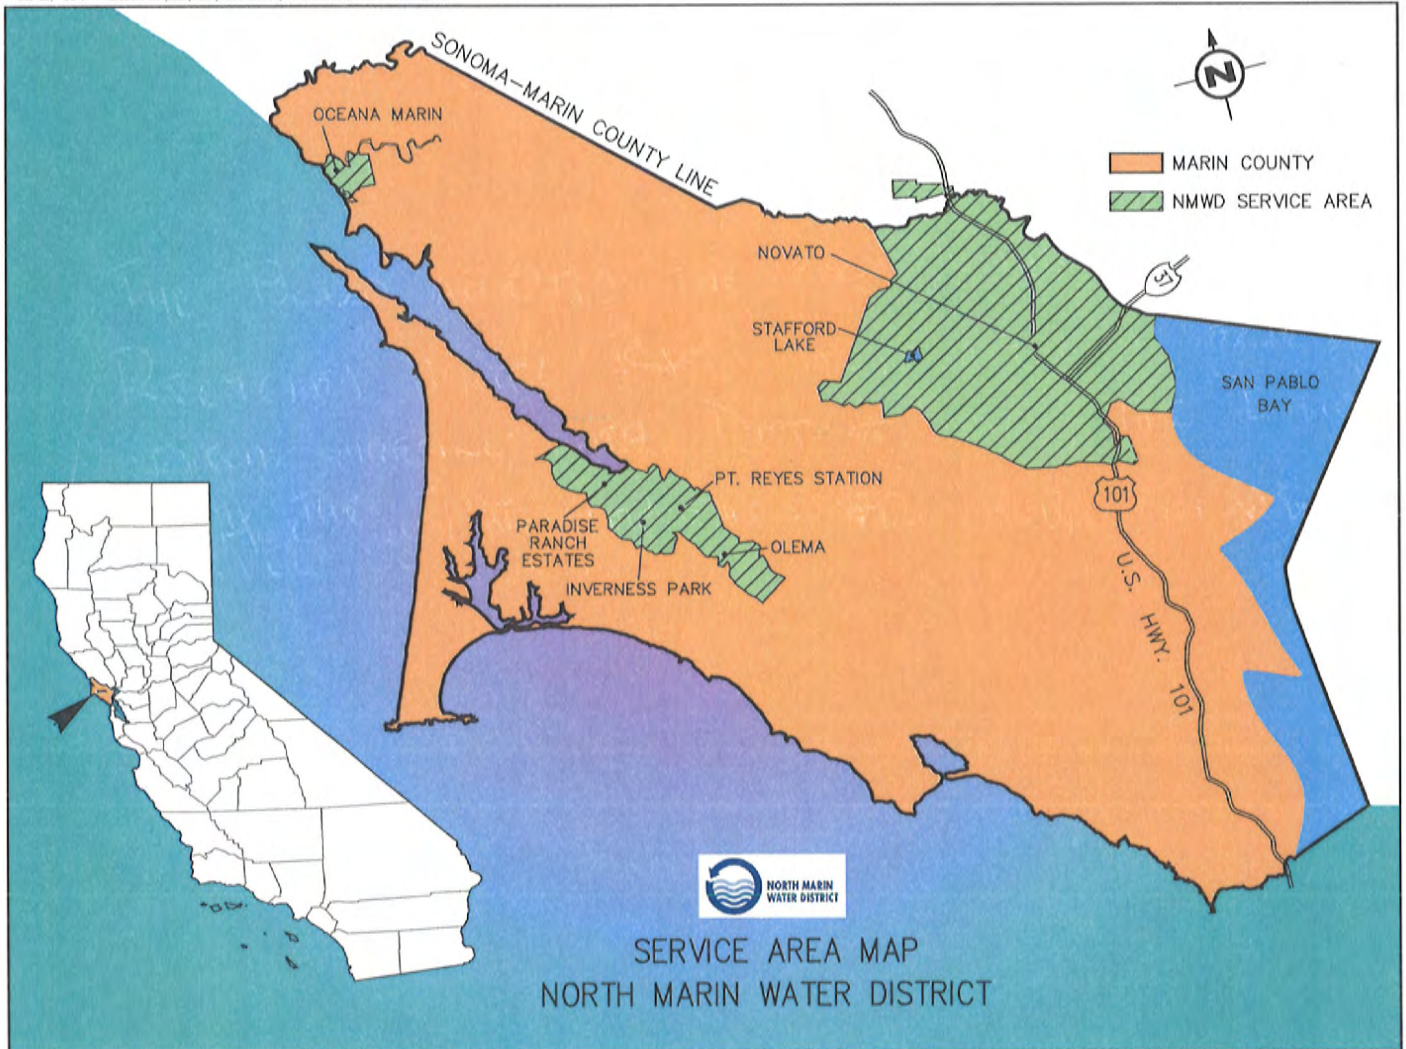 SONOMA-MARIN COUNTY LINE
N
OCEANA MARIN
MARIN COUNTY
NMWD SERVICE AREA
NOVATO
37
STAFFORD
LAKE
SAN PABLO
BAY
PT. REYES STATION
101
PARADISE
RANCH
ESTATES
OLEMA
INVERNESS PARK
U.S. HWY. 101
NORTH MARIN
WATER DISTRICT
SERVICE AREA MAP
NORTH MARIN WATER DISTRICT